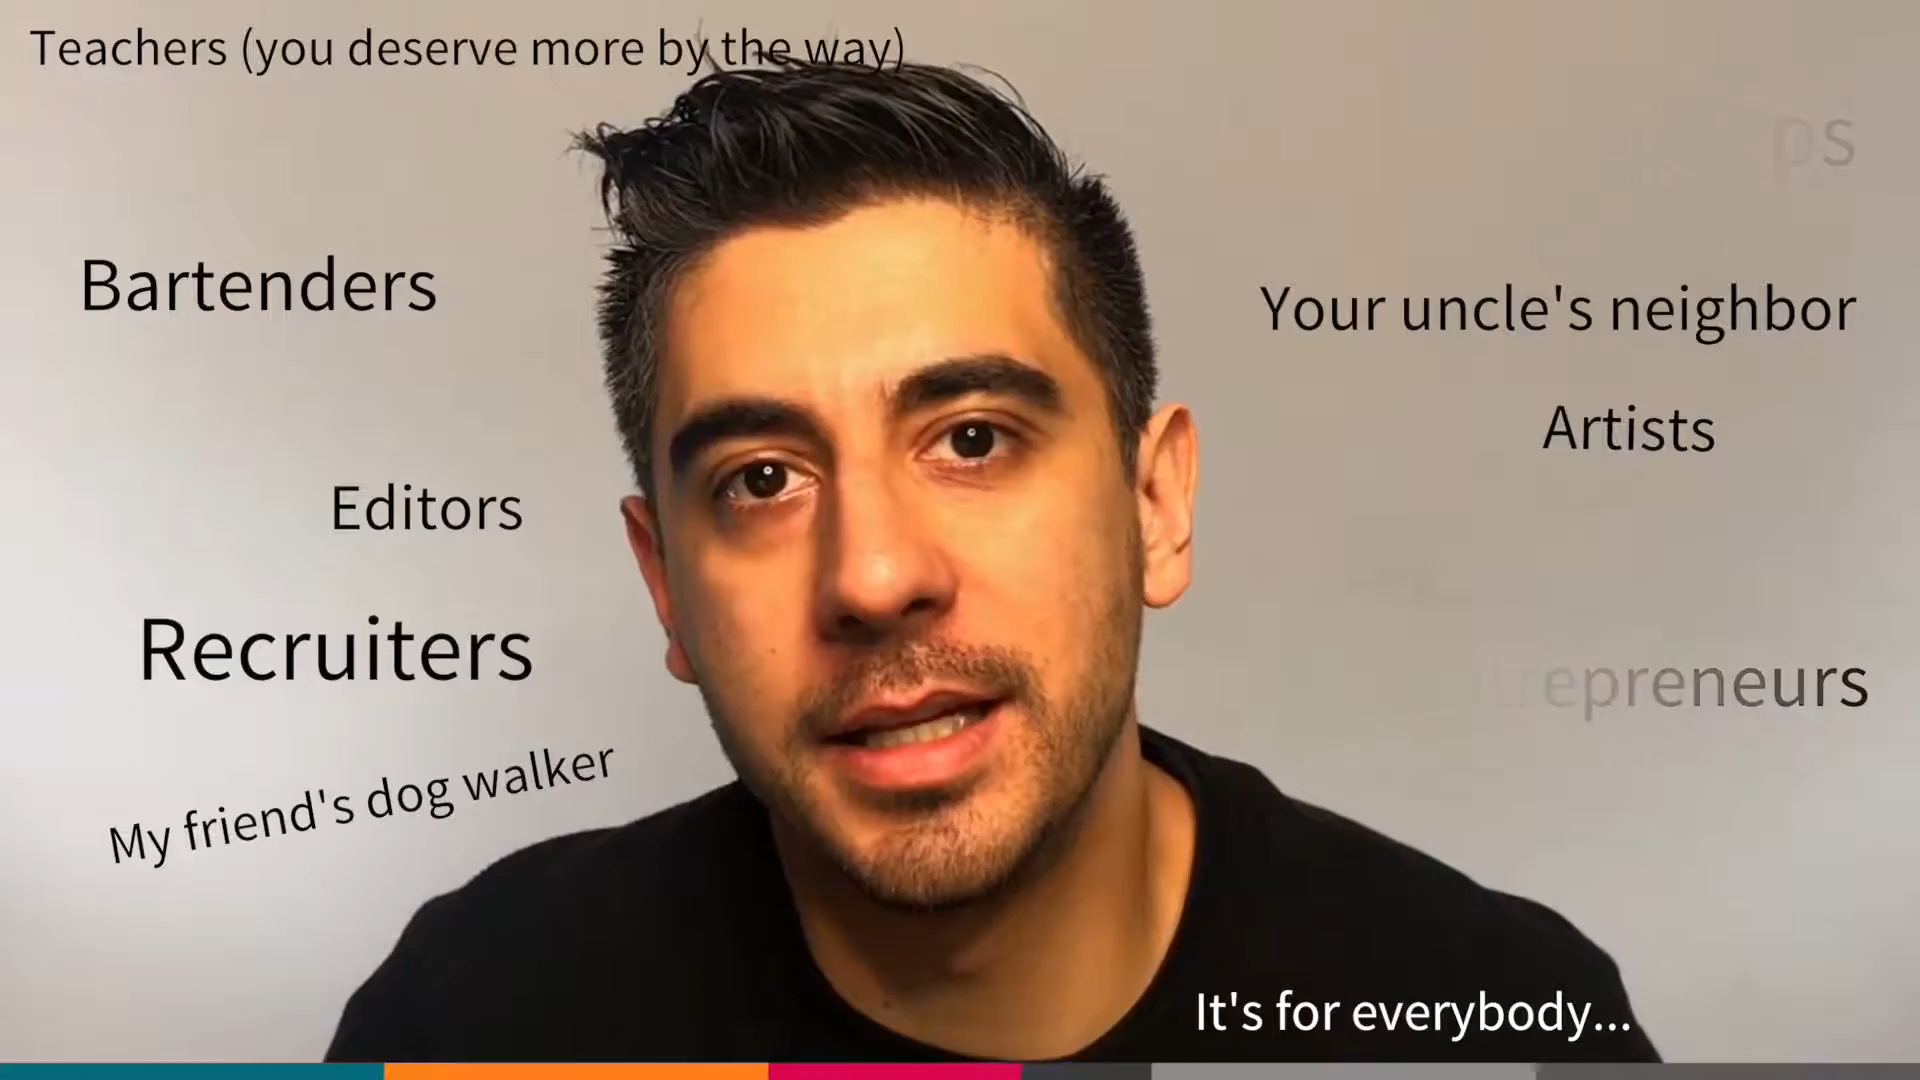 Teachers (you deserve more by the way)
Bartenders
Your uncle's neighbor
Artists
Editors
Recruiters
My friend's dog walker
It's for everybody...